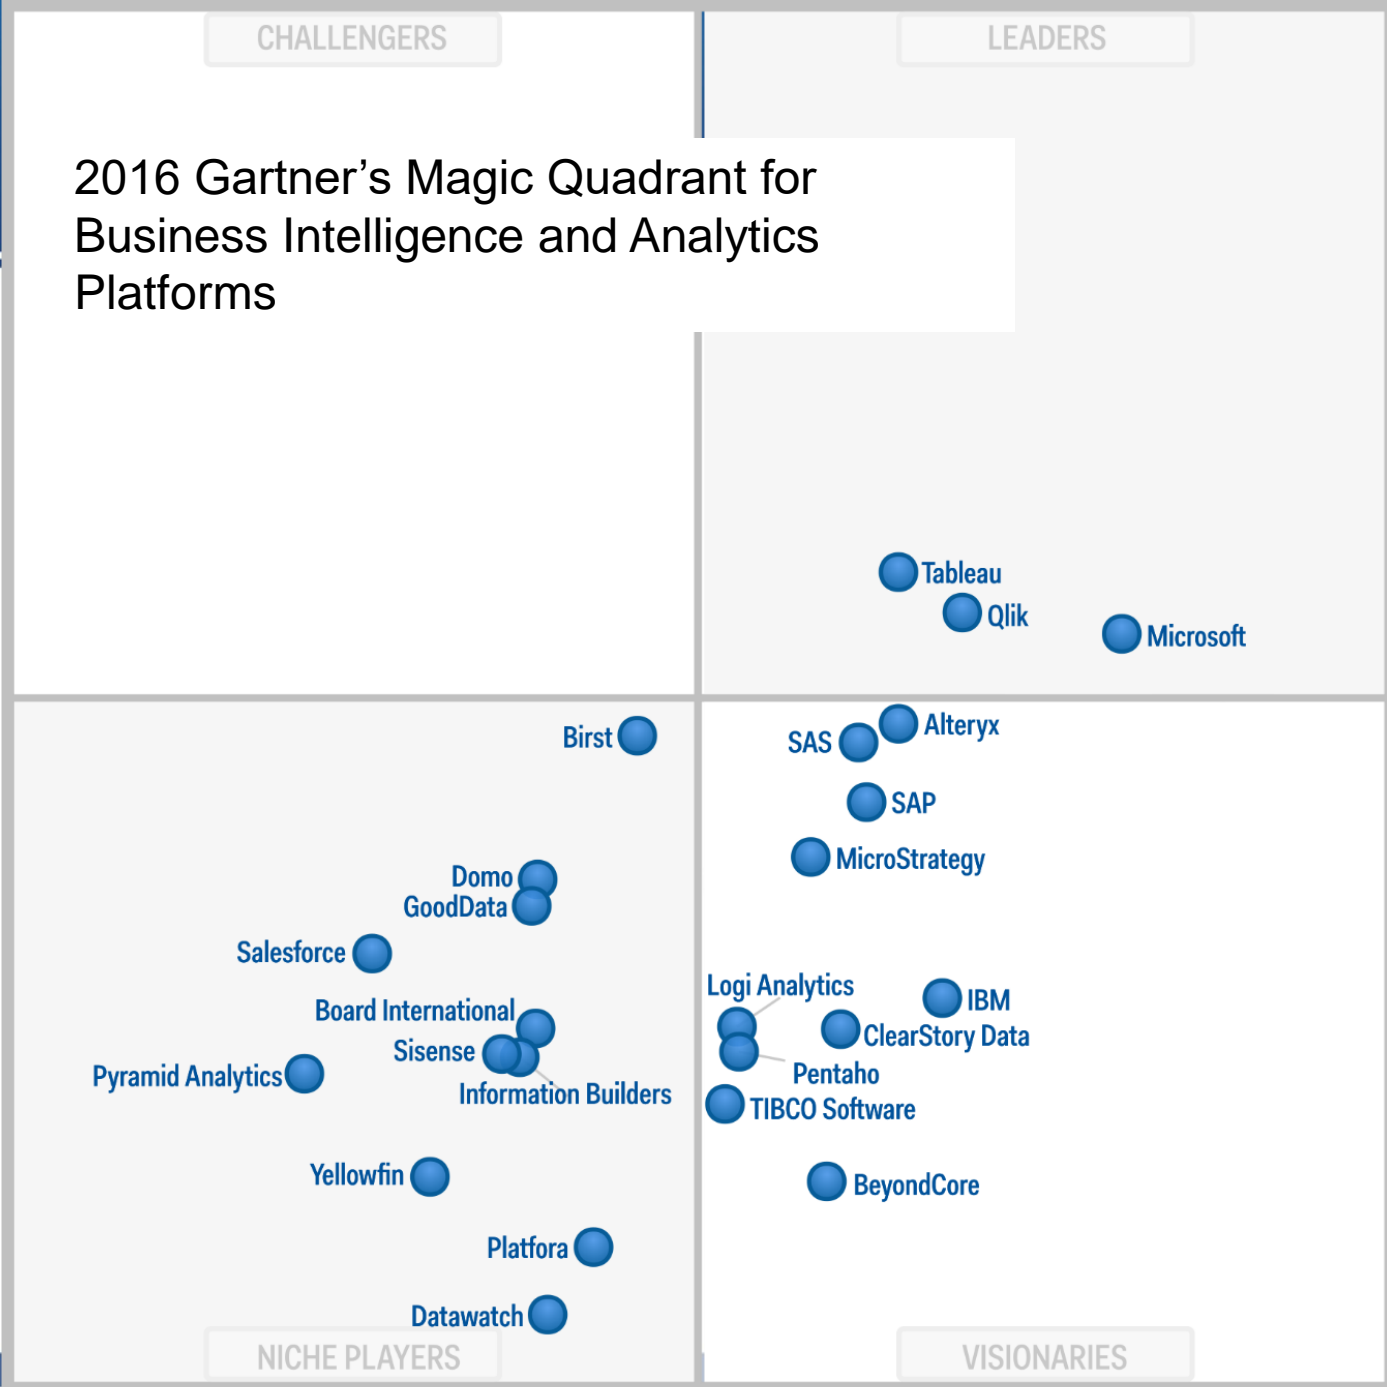 CHALLENGERS
LEADERS
2016 Gartner’s Magic Quadrant for
Business Intelligence and Analytics
Platforms
Tableau
Qlik
Microsoft
Birst
Alteryx
SAS
SAP
MicroStrategy
Domo
GoodData
Salesforce
Board International
Sisense
Pyramid Analytics
Information Builders
Logi Analytics
IBM
ClearStory Data
Pentaho
TIBCO Software
Yellowfin
BeyondCore
Platfora
Datawatch
NICHE PLAYERS
VISIONARIES